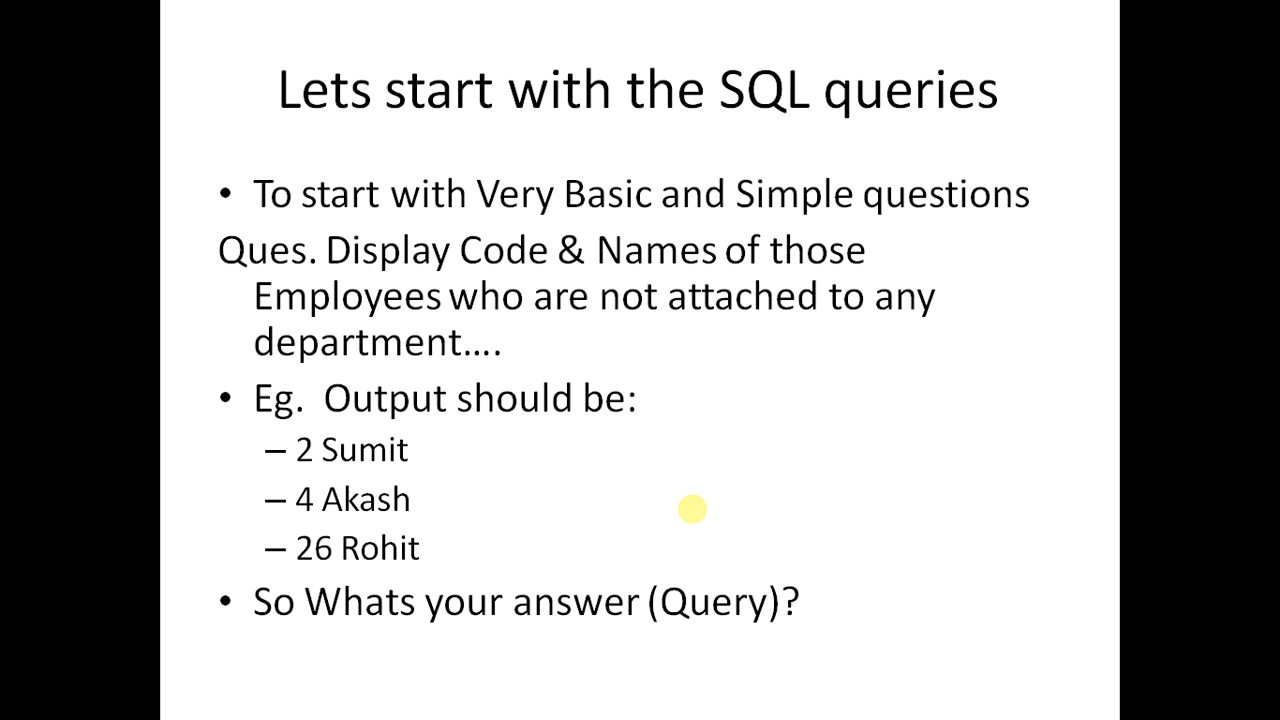 Lets start with the SQL queries
• To start with Very Basic and Simple questions
Ques. Display Code & Names of those
Employees who are not attached to any
department....
• Eg.  Output should be:
– 2 Sumit
– 4 Akash
– 26 Rohit
• So Whats your answer (Query)?